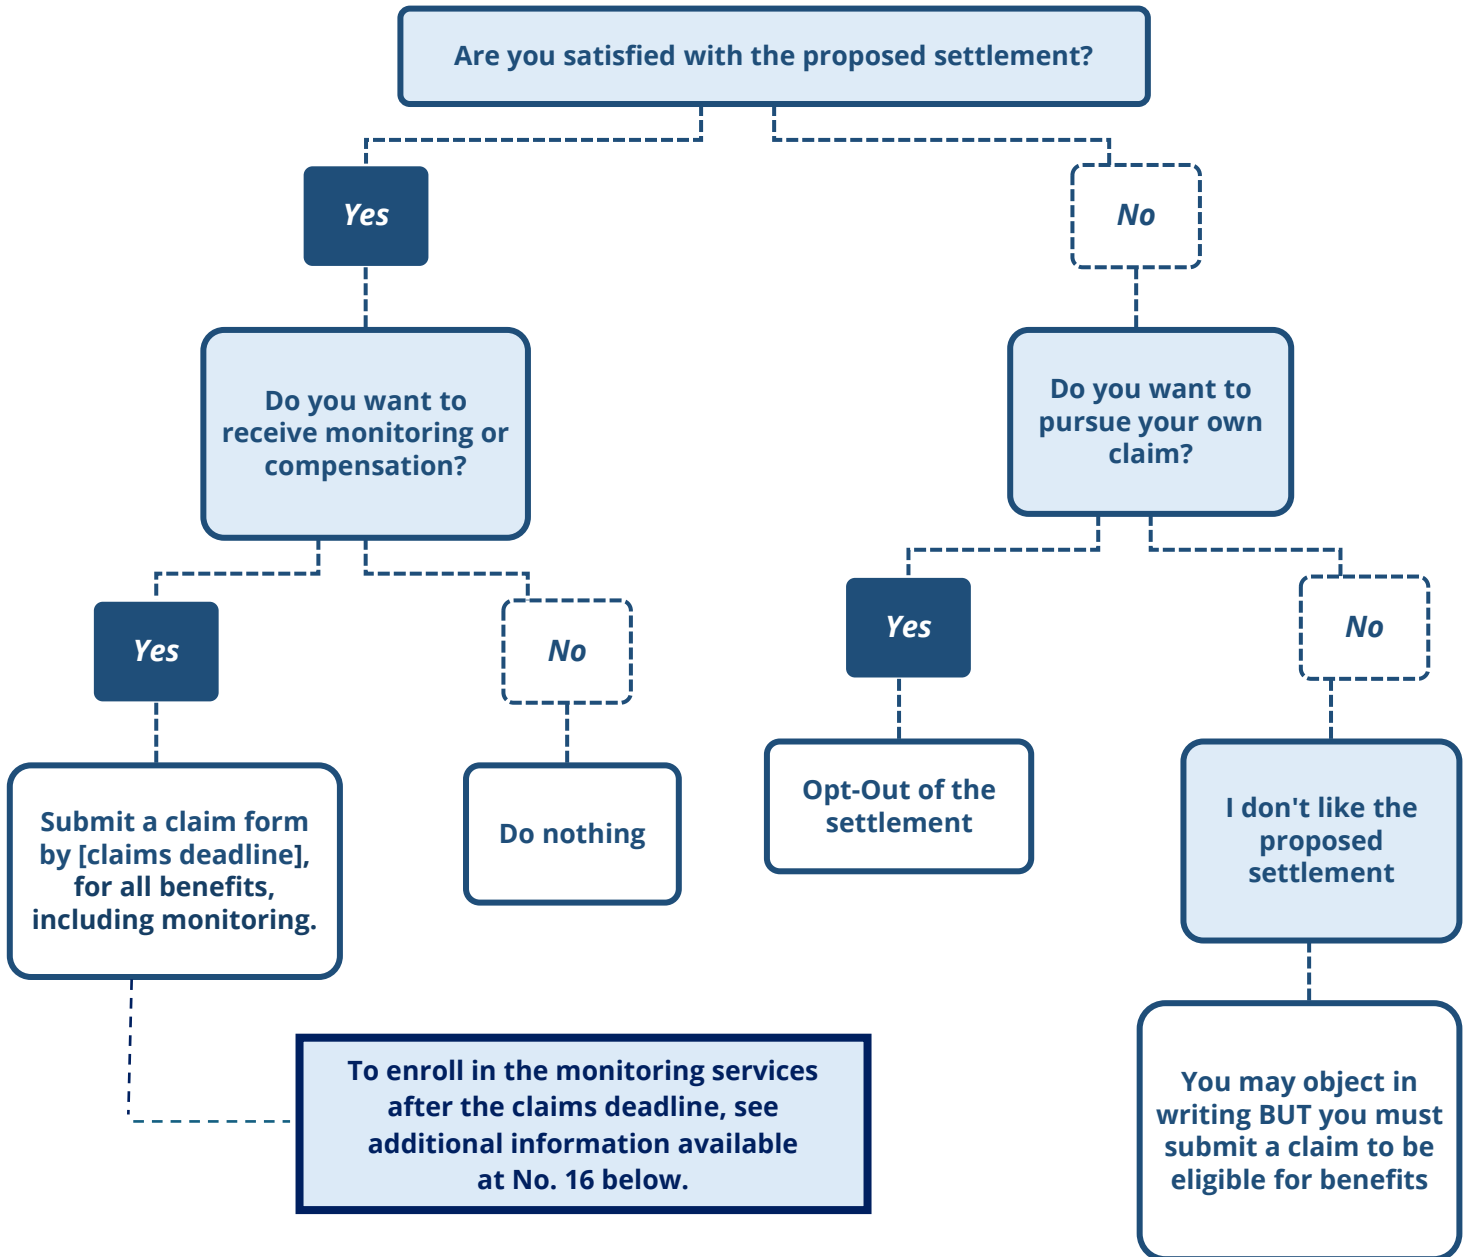 Are you satisfied with the proposed settlement?
Yes
No
Do you want to
receive monitoring or
compensation?
Do you want to
pursue your own
claim?
Yes
No
Yes
No
Submit a claim form
by [claims deadline],
for all benefits,
including monitoring.
Do nothing
Opt-Out of the
settlement
I don't like the
proposed
settlement
To enroll in the monitoring services
after the claims deadline, see
additional information available
at No. 16 below.
You may object in
writing BUT you must
submit a claim to be
eligible for benefits